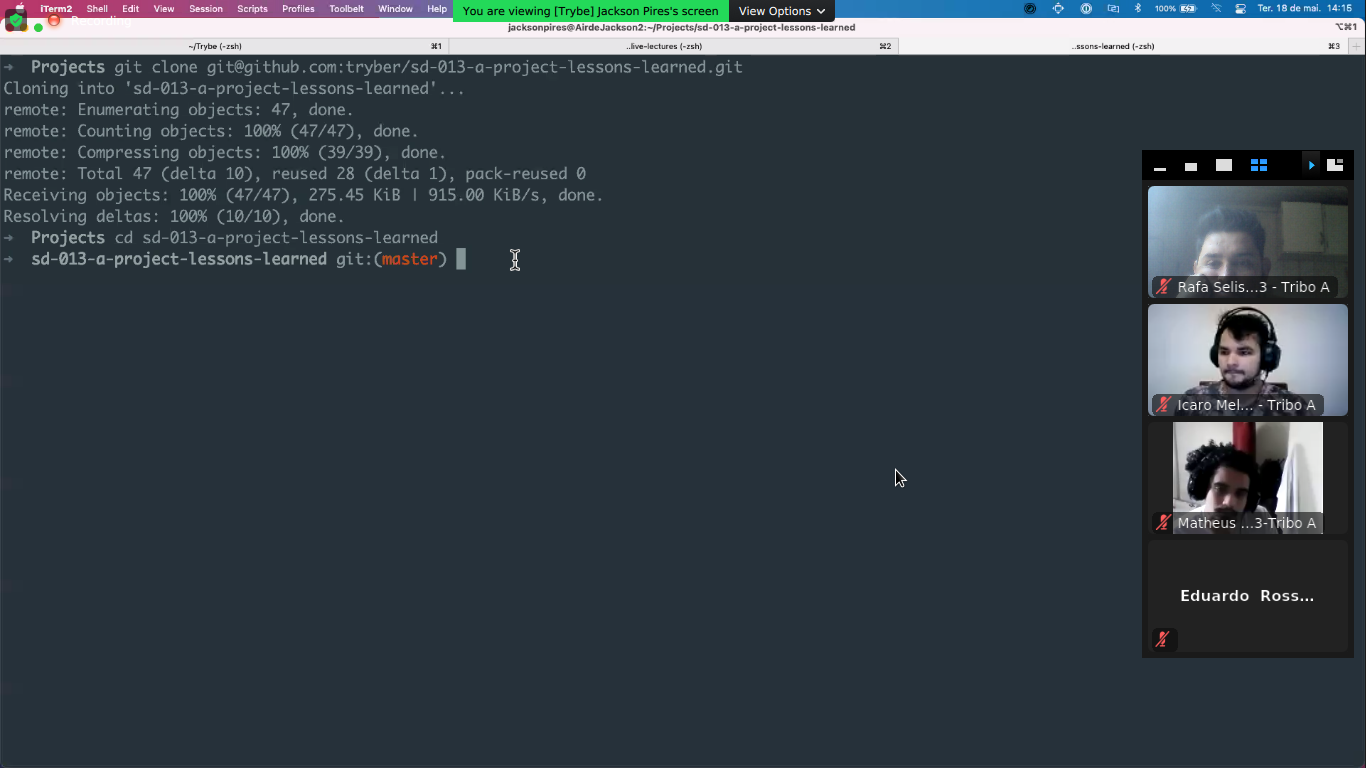 iTerm2 Shell Edit View Session Scripts Profiles Toolbelt Window Help
You are viewing [Trybe] Jackson Pires's screen View Options
100% Ter. 18 de mai. 14:15
Recording
jacksonpires@AirdeJackson2:~/Projects/sd-013-a-project-lessons-learned
⌥⌘1
~/Trybe (-zsh) ⌘1 ..live-lectures (-zsh) ⌘2 ..ssons-learned (-zsh) ⌘3
→ Projects git clone git@github.com:tryber/sd-013-a-project-lessons-learned.git
Cloning into 'sd-013-a-project-lessons-learned'...
remote: Enumerating objects: 47, done.
remote: Counting objects: 100% (47/47), done.
remote: Compressing objects: 100% (39/39), done.
remote: Total 47 (delta 10), reused 28 (delta 1), pack-reused 0
Receiving objects: 100% (47/47), 275.45 KiB | 915.00 KiB/s, done.
Resolving deltas: 100% (10/10), done.
→ Projects cd sd-013-a-project-lessons-learned
→ sd-013-a-project-lessons-learned git:(master)
Rafa Selis...3 - Tribo A
Icaro Mel... - Tribo A
Matheus ...3-Tribo A
Eduardo Ross...